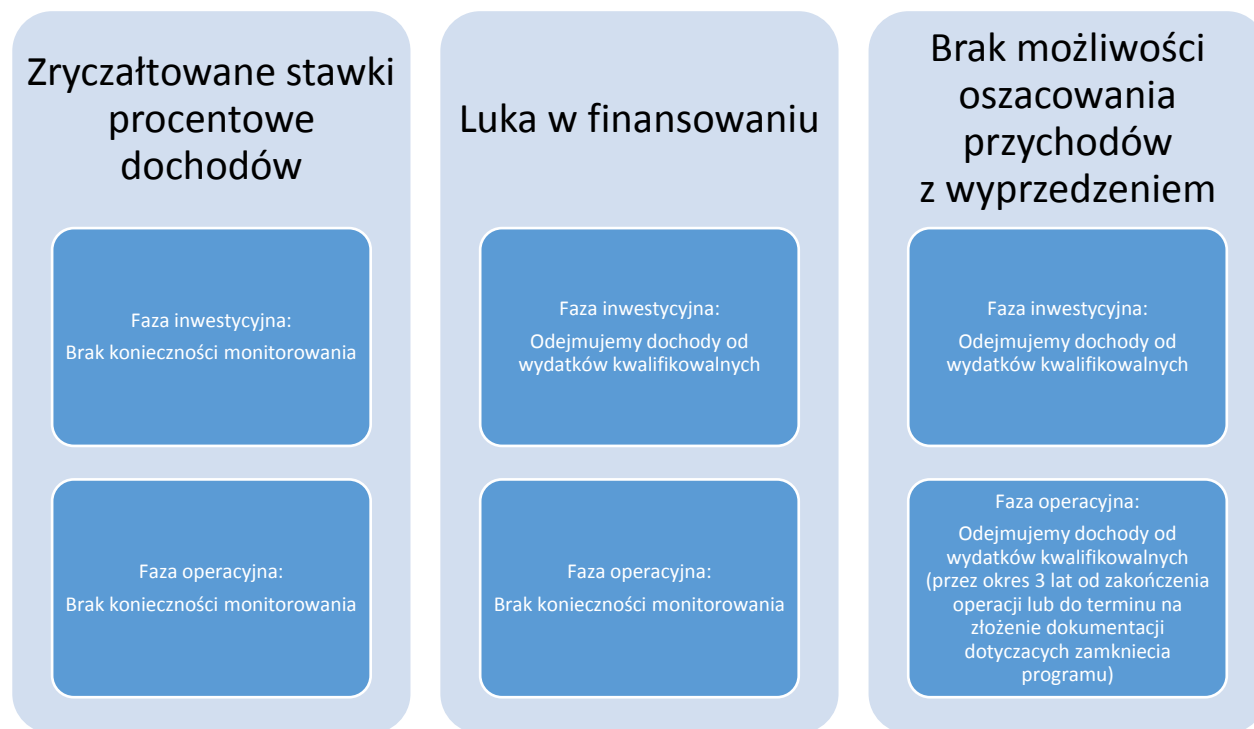 Zryczałtowane stawki
procentowe
dochodów
Faza inwestycyjna:
Brak konieczności monitorowania
Faza operacyjna:
Brak konieczności monitorowania
Luka w finansowaniu
Faza inwestycyjna:
Odejmujemy dochody od
wydatków kwalifikowalnych
Faza operacyjna:
Brak konieczności monitorowania
Brak możliwości
oszacowania
przychodów
z wyprzedzeniem
Faza inwestycyjna:
Odejmujemy dochody od
wydatków kwalifikowalnych
Faza operacyjna:
Odejmujemy dochody od
wydatków kwalifikowalnych
(przez okres 3 lat od zakończenia
operacji lub do terminu na
złożenie dokumentacji
dotyczacych zamkniecia
programu)